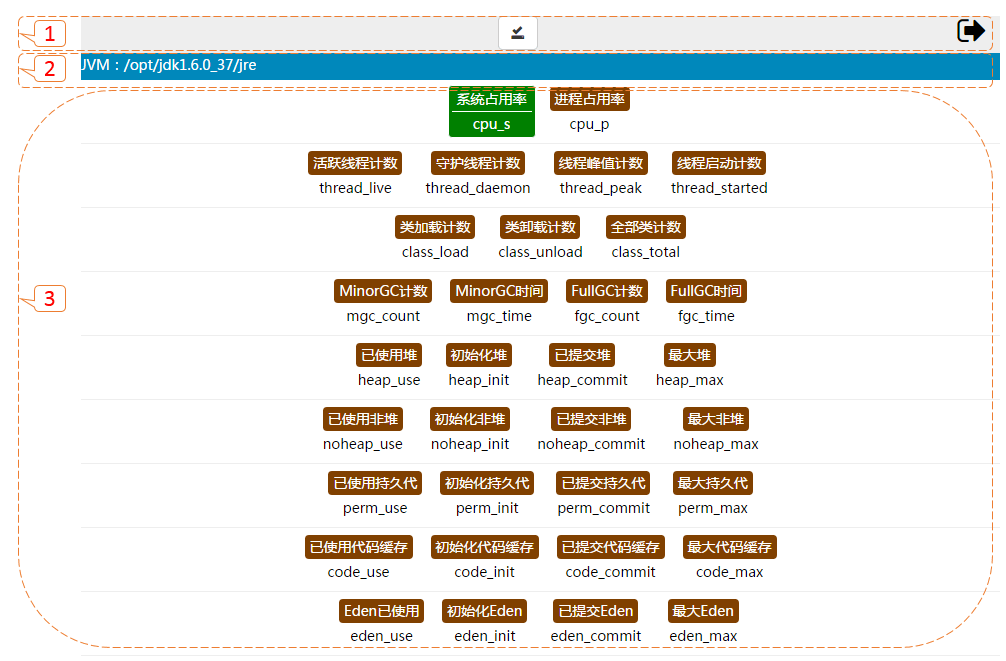 1
2
JVM：/opt/jdk1.6.0_37/jre
系统占用率 进程占用率
cpu_s cpu_p
活跃线程计数 守护线程计数 线程峰值计数 线程启动计数
thread_live thread_daemon thread_peak thread_started
类加载计数 类卸载计数 全部类计数
class_load class_unload class_total
3
MinorGC计数 MinorGC时间 FullGC计数 FullGC时间
mgc_count mgc_time fgc_count fgc_time
已使用堆 初始化堆 已提交堆 最大堆
heap_use heap_init heap_commit heap_max
已使用非堆 初始化非堆 已提交非堆 最大非堆
noheap_use noheap_init noheap_commit noheap_max
已使用持久代 初始化持久代 已提交持久代 最大持久代
perm_use perm_init perm_commit perm_max
已使用代码缓存 初始化代码缓存 已提交代码缓存 最大代码缓存
code_use code_init code_commit code_max
Eden已使用 初始化Eden 已提交Eden 最大Eden
eden_use eden_init eden_commit eden_max